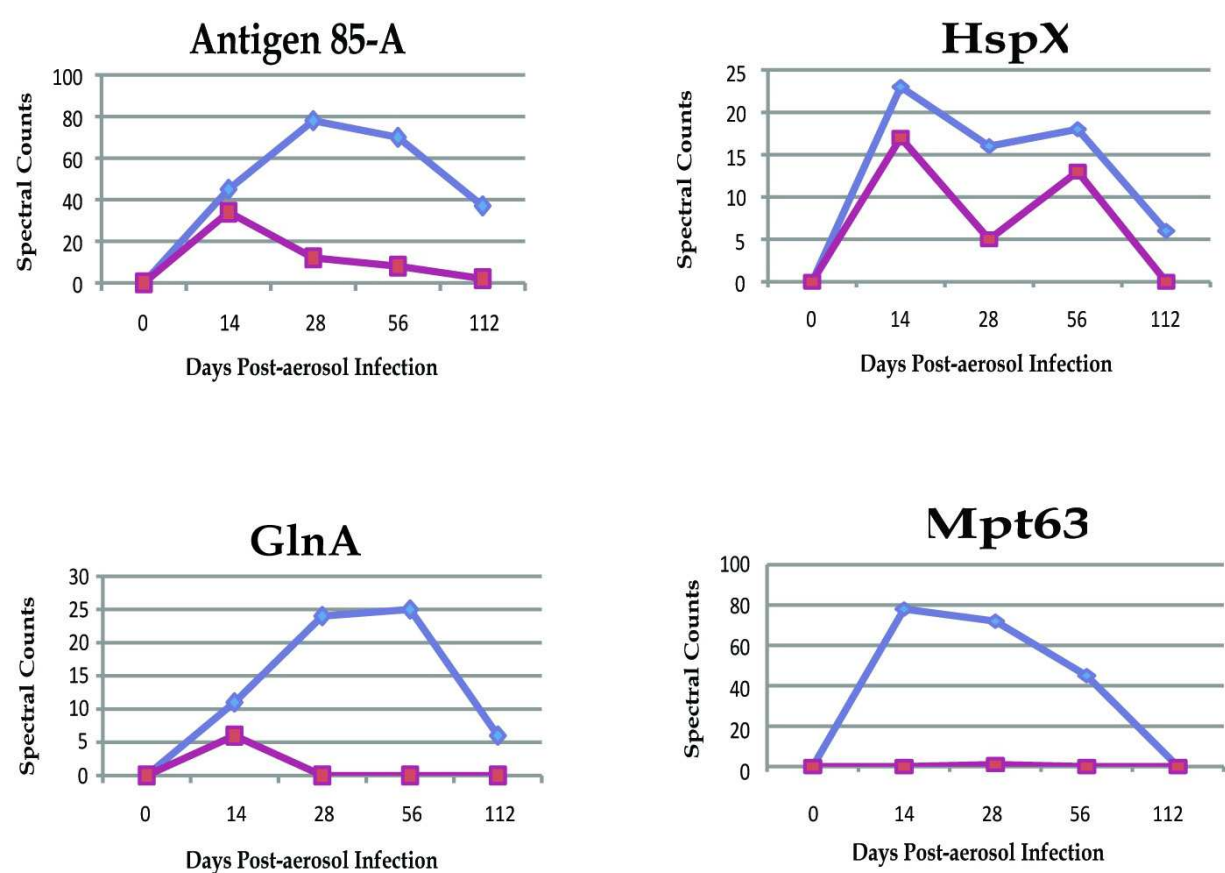 Antigen 85-A
Spectral Counts
100
80
60
40
20
0
0 14 28 56 112
Days Post-aerosol Infection
HspX
Spectral Counts
25
20
15
10
5
0
0 14 28 56 112
Days Post-aerosol Infection
GlnA
Spectral Counts
30
25
20
15
10
5
0
0 14 28 56 112
Days Post-aerosol Infection
Mpt63
Spectral Counts
100
80
60
40
20
0
0 14 28 56 112
Days Post-aerosol Infection